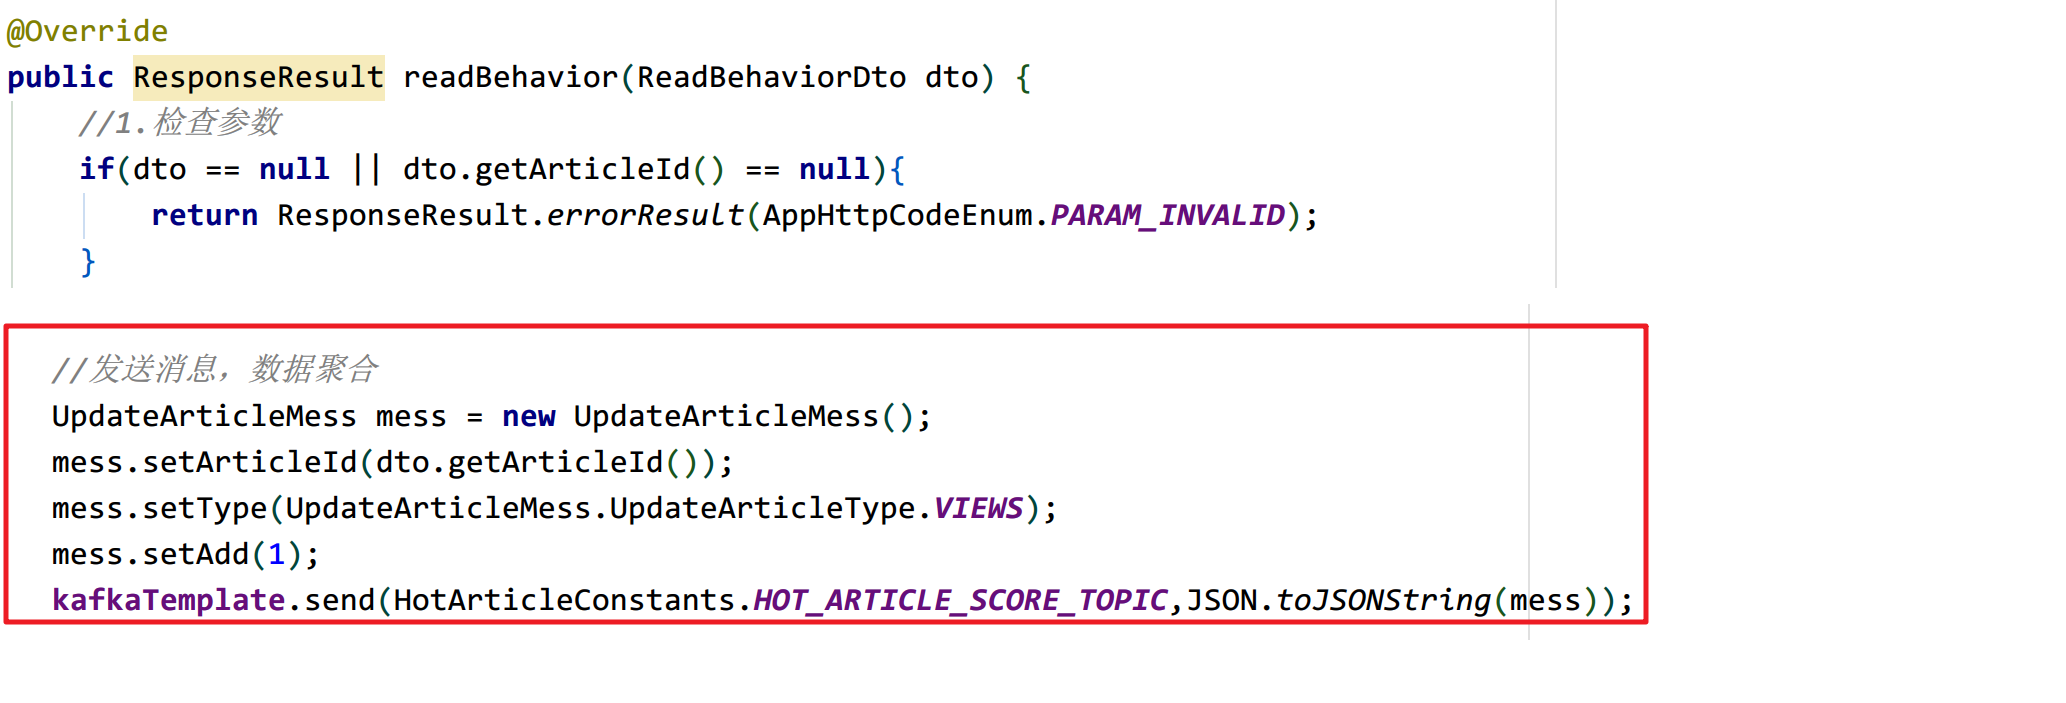 @Override
public ResponseResult readBehavior(ReadBehaviorDto dto) {
//1.检查参数
if(dto == null || dto.getArticleId() == null){
return ResponseResult.errorResult(AppHttpCodeEnum.PARAM_INVALID);
}
//发送消息，数据聚合
UpdateArticleMess mess = new UpdateArticleMess();
mess.setArticleId(dto.getArticleId());
mess.setType(UpdateArticleMess.UpdateArticleType.VIEWS);
mess.setAdd(1);
kafkaTemplate.send(HotArticleConstants.HOT_ARTICLE_SCORE_TOPIC,JSON.toJSONString(mess));